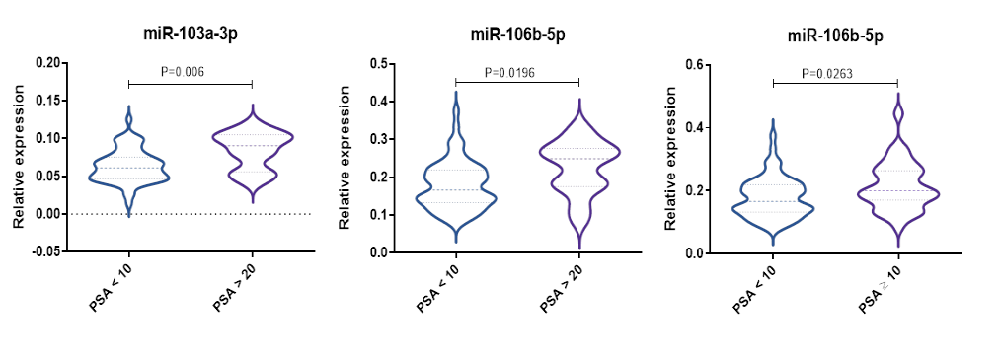 miR-103a-3p
P=0.006
Relative expression
0.20
0.15
0.10
0.05
0.00
-0.05
PSA < 10
PSA > 20
miR-106b-5p
P=0.0196
Relative expression
0.5
0.4
0.3
0.2
0.1
0.0
PSA < 10
PSA > 20
miR-106b-5p
P=0.0263
Relative expression
0.6
0.4
0.2
0.0
PSA < 10
PSA ≥ 10